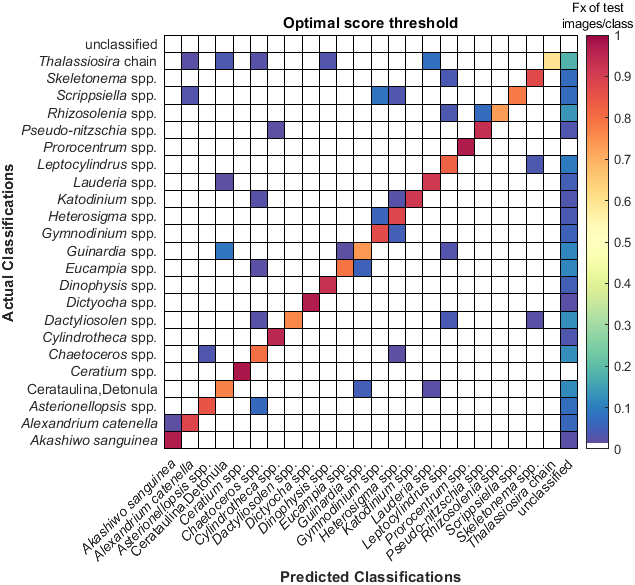 Optimal score threshold
Fx of test
images/class
Actual Classifications
unclassified
Thalassiosira chain
Skeletonema spp.
Scrippsiella spp.
Rhizosolenia spp.
Pseudo-nitzschia spp.
Prorocentrum spp.
Leptocylindrus spp.
Lauderia spp.
Katodinium spp.
Heterosigma spp.
Gymnodinium spp.
Guinardia spp.
Eucampia spp.
Dinophysis spp.
Dictyocha spp.
Dactyliosolen spp.
Cylindrotheca spp.
Chaetoceros spp.
Ceratium spp.
Cerataulina,Detonula
Asterionellopsis spp.
Alexandrium catenella
Akashiwo sanguinea
1
0.9
0.8
0.7
0.6
0.5
0.4
0.3
0.2
0.1
0
Akashiwo sanguinea
Alexandrium catenella
Asterionellopsis spp
Cerataulina,Detonula
Ceratium spp
Chaetoceros spp
Cylindrotheca spp
Dactyliosolen spp
Dictyocha spp
Dinophysis spp
Eucampia spp
Guinardia spp
Gymnodinium spp
Heterosigma spp
Katodinium spp
Lauderia spp
Leptocylindrus spp
Prorocentrum spp
Pseudo-nitzschia spp
Rhizosolenia spp
Scrippsiella spp
Skeletonema spp
Thalassiosira chain
unclassified
Predicted Classifications